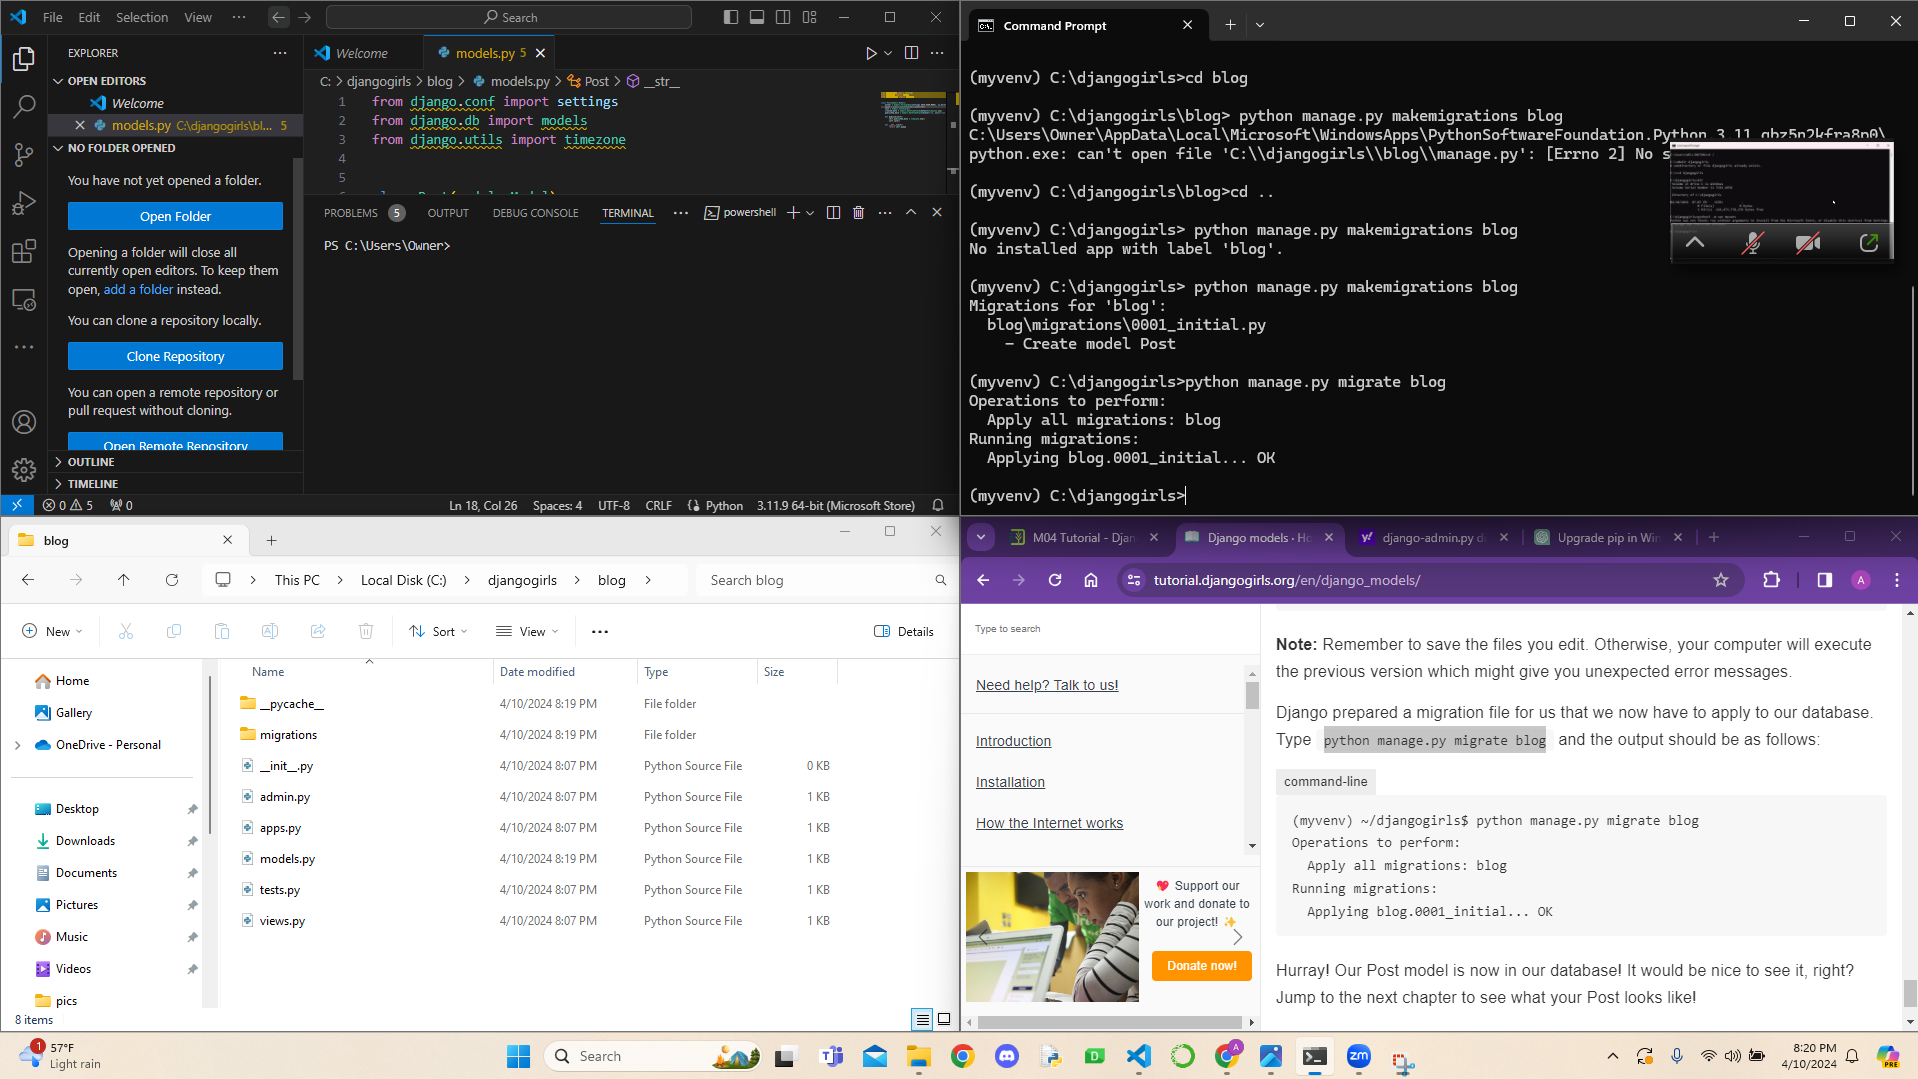 File Edit Selection View ··· Search
EXPLORER
OPEN EDITORS
Welcome
models.py C:\djangogirls\bl... 5
NO FOLDER OPENED
You have not yet opened a folder.
Open Folder
Opening a folder will close all
currently open editors. To keep them
open, add a folder instead.
You can clone a repository locally.
Clone Repository
You can open a remote repository or
pull request without cloning.
Open Remote Repository
OUTLINE
TIMELINE
Welcome models.py 5
C: > djangogirls > blog > models.py > Post > __str__
1 from django.conf import settings
2 from django.db import models
3 from django.utils import timezone
4
5
PROBLEMS 5 OUTPUT DEBUG CONSOLE TERMINAL ··· powershell
PS C:\Users\Owner>
0 5 0 Ln 18, Col 26 Spaces: 4 UTF-8 CRLF Python 3.11.9 64-bit (Microsoft Store)
Command Prompt
(myvenv) C:\djangogirls>cd blog
(myvenv) C:\djangogirls\blog> python manage.py makemigrations blog
C:\Users\Owner\AppData\Local\Microsoft\WindowsApps\PythonSoftwareFoundation.Python_3.11_qbz5n2kfra8p0\
python.exe: can't open file 'C:\\djangogirls\\blog\\manage.py': [Errno 2] No s
(myvenv) C:\djangogirls\blog>cd ..
(myvenv) C:\djangogirls> python manage.py makemigrations blog
No installed app with label 'blog'.
(myvenv) C:\djangogirls> python manage.py makemigrations blog
Migrations for 'blog':
blog\migrations\0001_initial.py
- Create model Post
(myvenv) C:\djangogirls>python manage.py migrate blog
Operations to perform:
Apply all migrations: blog
Running migrations:
Applying blog.0001_initial... OK
(myvenv) C:\djangogirls>
blog
This PC > Local Disk (C:) > djangogirls > blog > Search blog
New Sort View ··· Details
Home
Gallery
OneDrive - Personal
Desktop
Downloads
Documents
Pictures
Music
Videos
pics
Name Date modified Type Size
__pycache__ 4/10/2024 8:19 PM File folder
migrations 4/10/2024 8:19 PM File folder
__init__.py 4/10/2024 8:07 PM Python Source File 0 KB
admin.py 4/10/2024 8:07 PM Python Source File 1 KB
apps.py 4/10/2024 8:07 PM Python Source File 1 KB
models.py 4/10/2024 8:19 PM Python Source File 1 KB
tests.py 4/10/2024 8:07 PM Python Source File 1 KB
views.py 4/10/2024 8:07 PM Python Source File 1 KB
8 items
M04 Tutorial - Djan Django models · Ho django-admin.py di Upgrade pip in Win
tutorial.djangogirls.org/en/django_models/ A
Type to search
Need help? Talk to us!
Introduction
Installation
How the Internet works
Support our
work and donate to
our project!
Donate now!
Note: Remember to save the files you edit. Otherwise, your computer will execute
the previous version which might give you unexpected error messages.
Django prepared a migration file for us that we now have to apply to our database.
Type python manage.py migrate blog and the output should be as follows:
command-line
(myvenv) ~/djangogirls$ python manage.py migrate blog
Operations to perform:
Apply all migrations: blog
Running migrations:
Applying blog.0001_initial... OK
Hurray! Our Post model is now in our database! It would be nice to see it, right?
Jump to the next chapter to see what your Post looks like!
1
57°F
Light rain
Search
D
A
zm
8:20 PM
4/10/2024
PRE